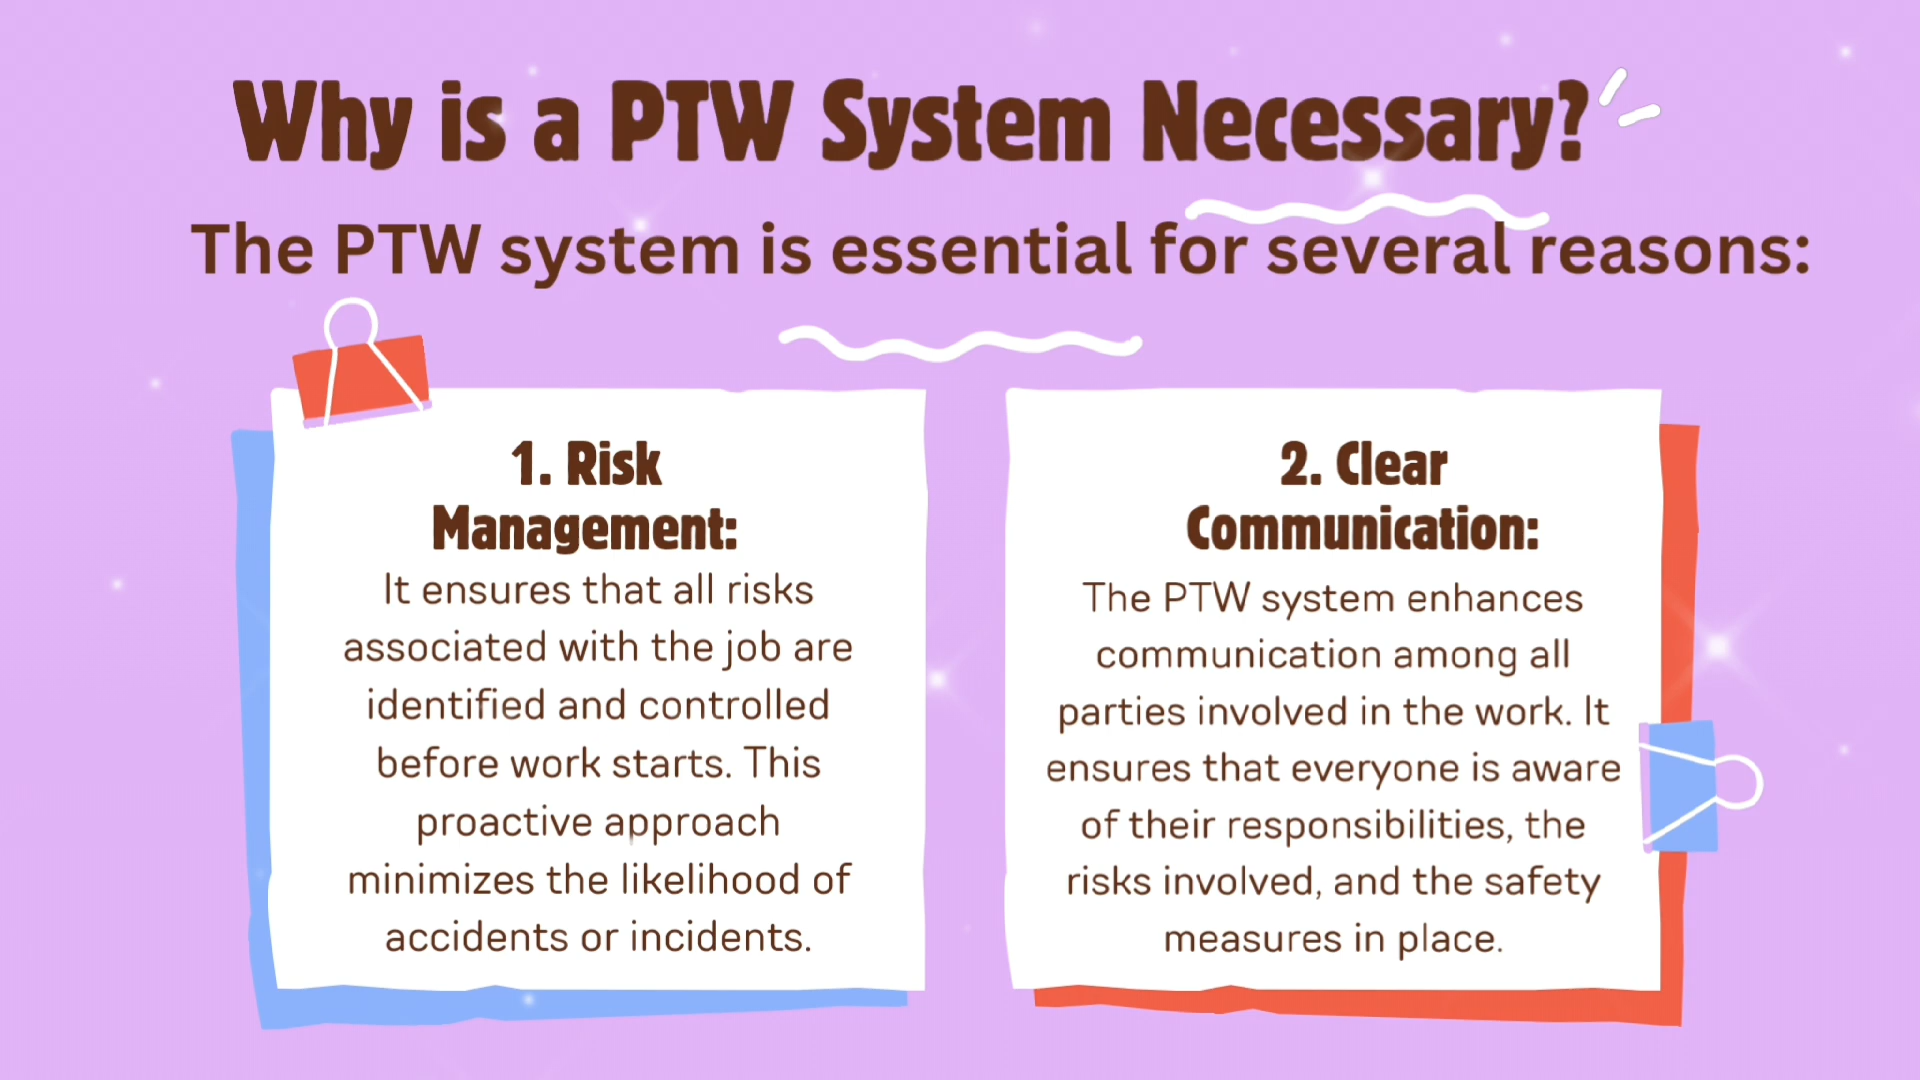 Why is a PTW System Necessary?
The PTW system is essential for several reasons:
1. Risk
Management:
It ensures that all risks
associated with the job are
identified and controlled
before work starts. This
proactive approach
minimizes the likelihood of
accidents or incidents.
2. Clear
Communication:
The PTW system enhances
communication among all
parties involved in the work. It
ensures that everyone is aware
of their responsibilities, the
risks involved, and the safety
measures in place.